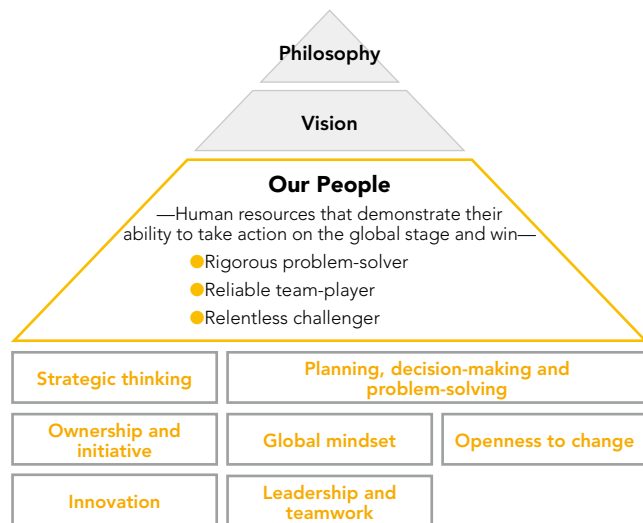 Philosophy
Vision
Our People
—Human resources that demonstrate their
ability to take action on the global stage and win—
●Rigorous problem-solver
●Reliable team-player
●Relentless challenger
Strategic thinking
Planning, decision-making and
problem-solving
Ownership and
initiative
Global mindset
Openness to change
Innovation
Leadership and
teamwork